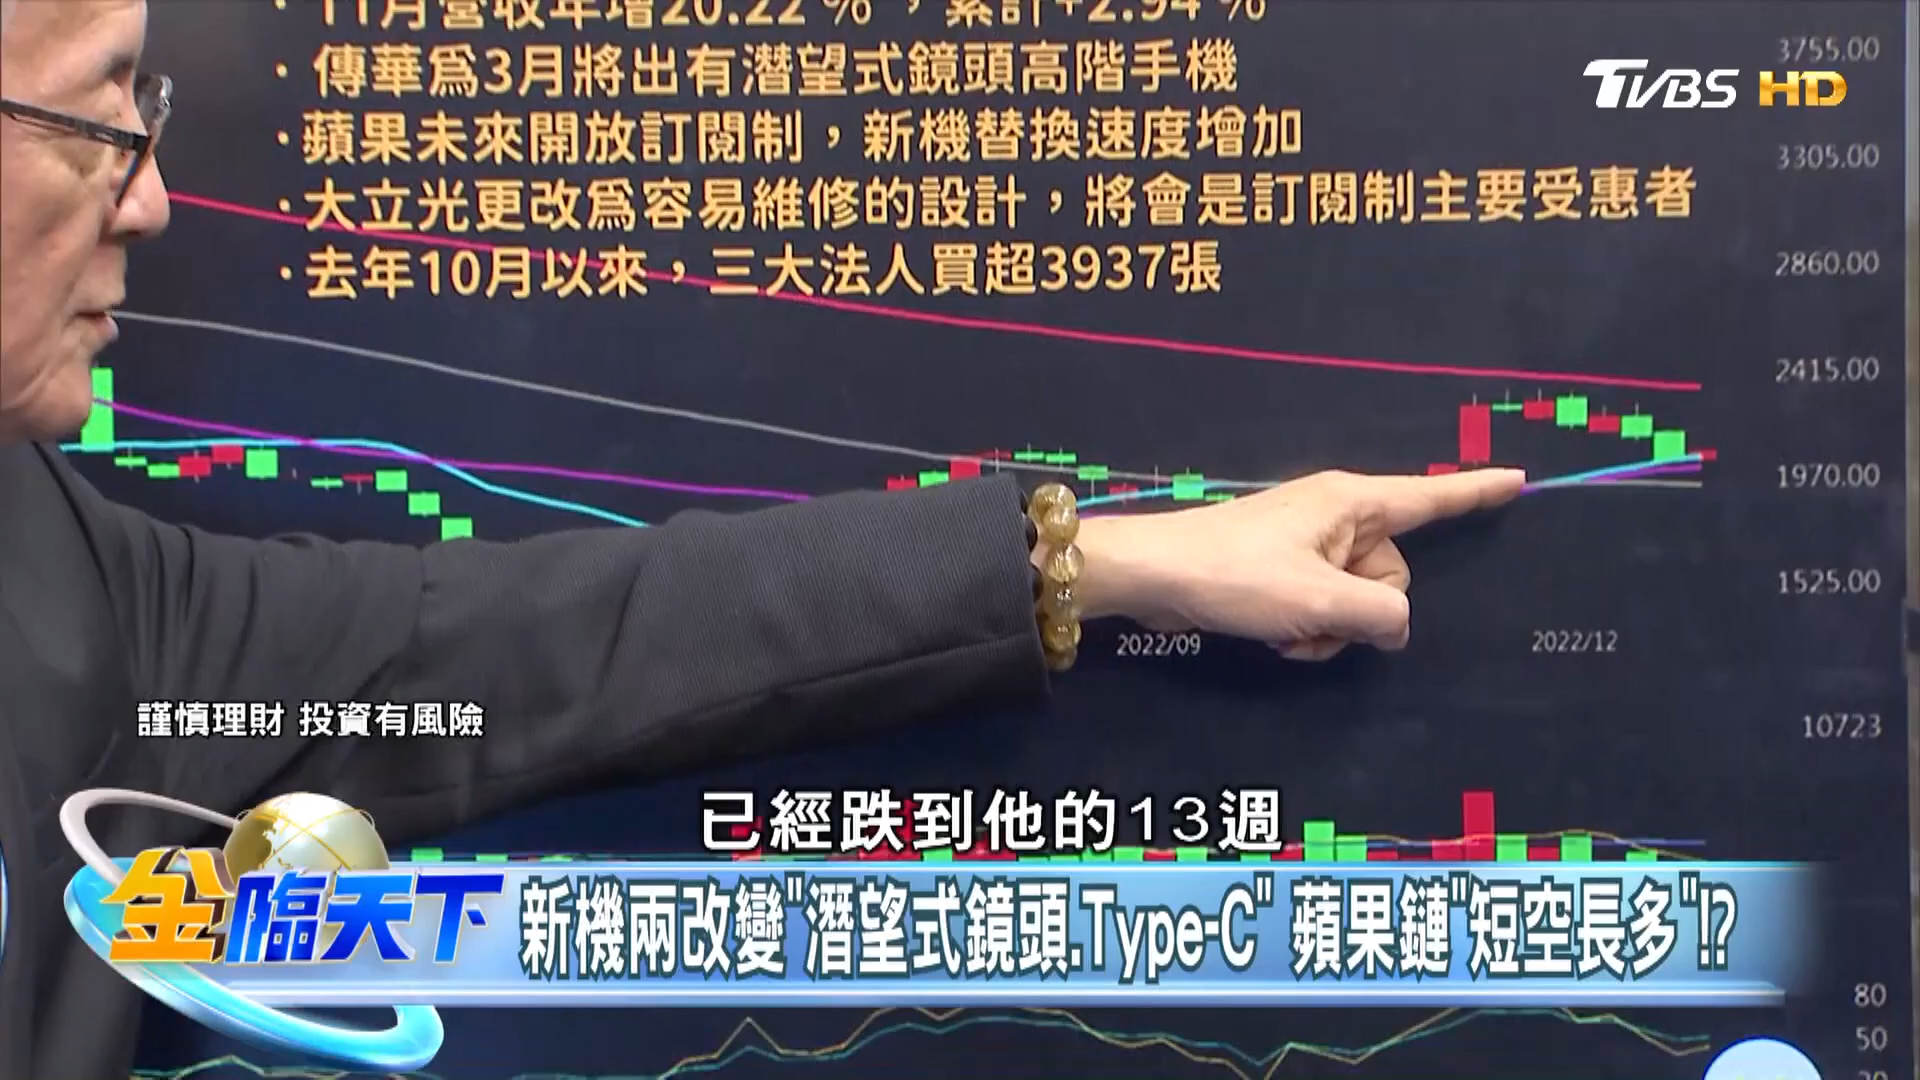 · 11月營收年增20.22%，累計+2.94%
· 傳華為3月將出有潛望式鏡頭高階手機
· 蘋果未來開放訂閱制，新機替換速度增加
· 大立光更改為容易維修的設計，將會是訂閱制主要受惠者
· 去年10月以來，三大法人買超3937張
TVBS HD
3755.00
3305.00
2860.00
2415.00
1970.00
1525.00
2022/09
2022/12
10723
謹慎理財 投資有風險
已經跌到他的13週
金臨天下
新機兩改變"潛望式鏡頭.Type-C" 蘋果鏈"短空長多"!?
80
50